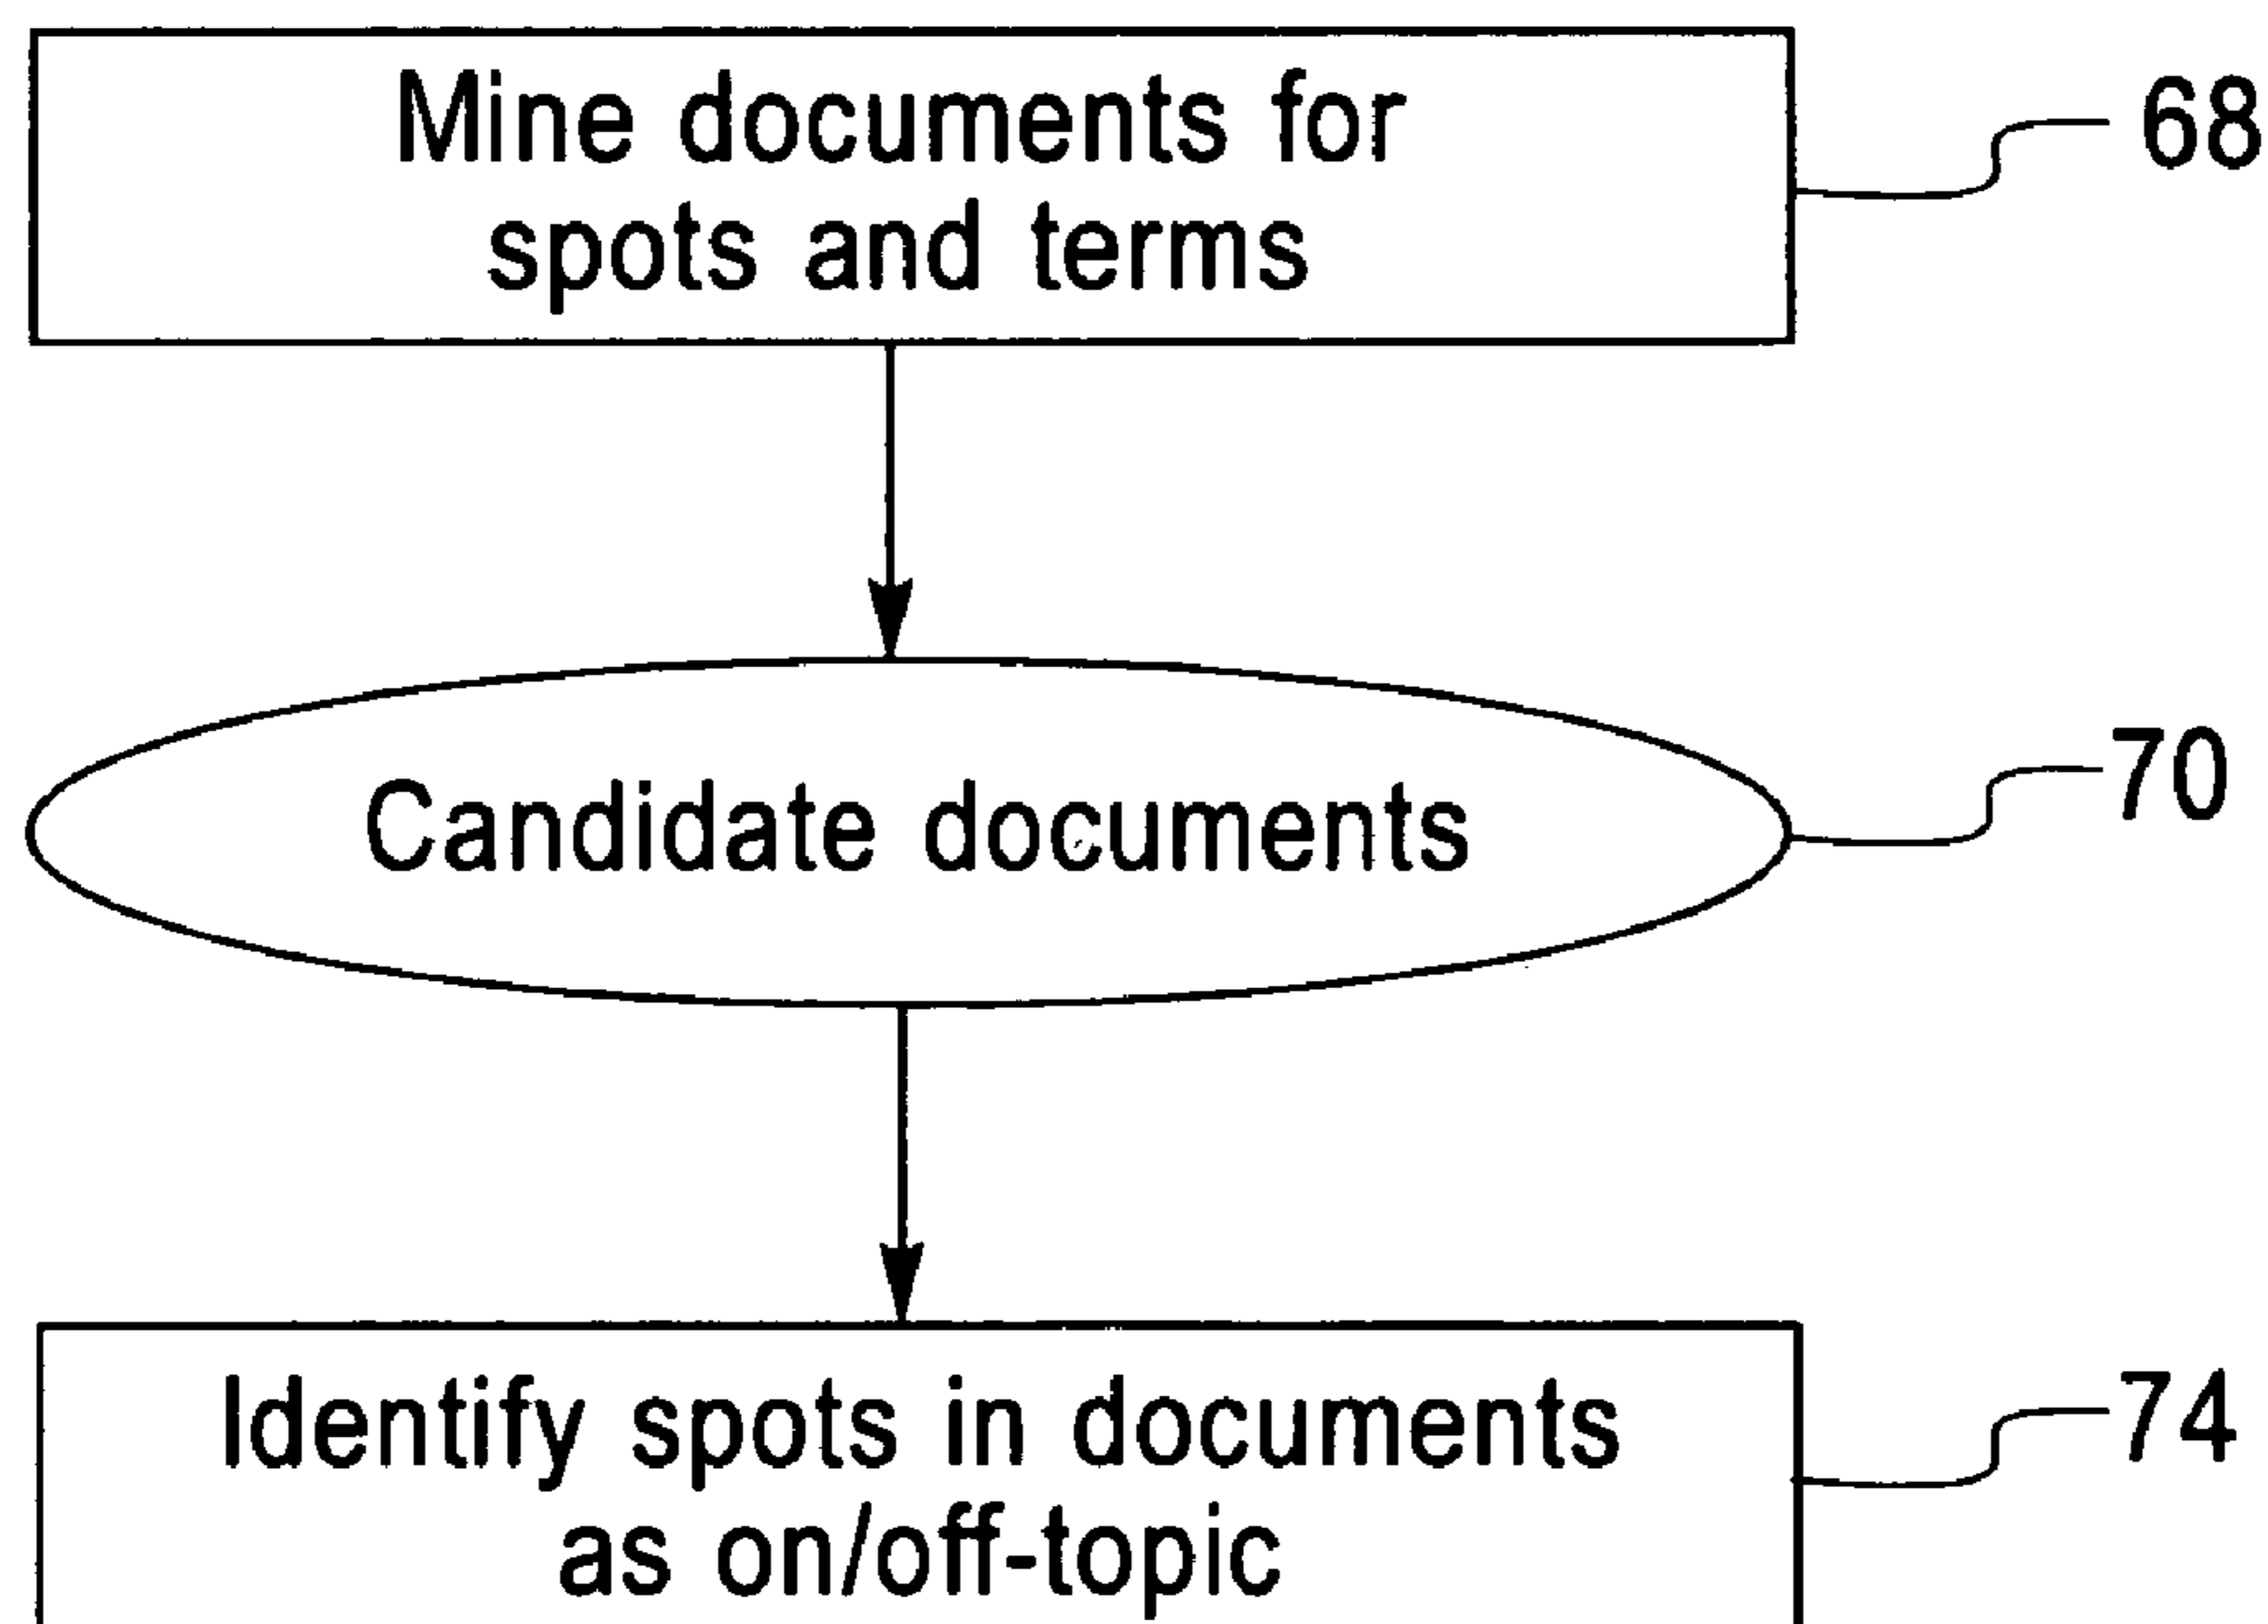 Mine documents for
spots and terms
68
Candidate documents
70
Identify spots in documents
as on/off-topic
74